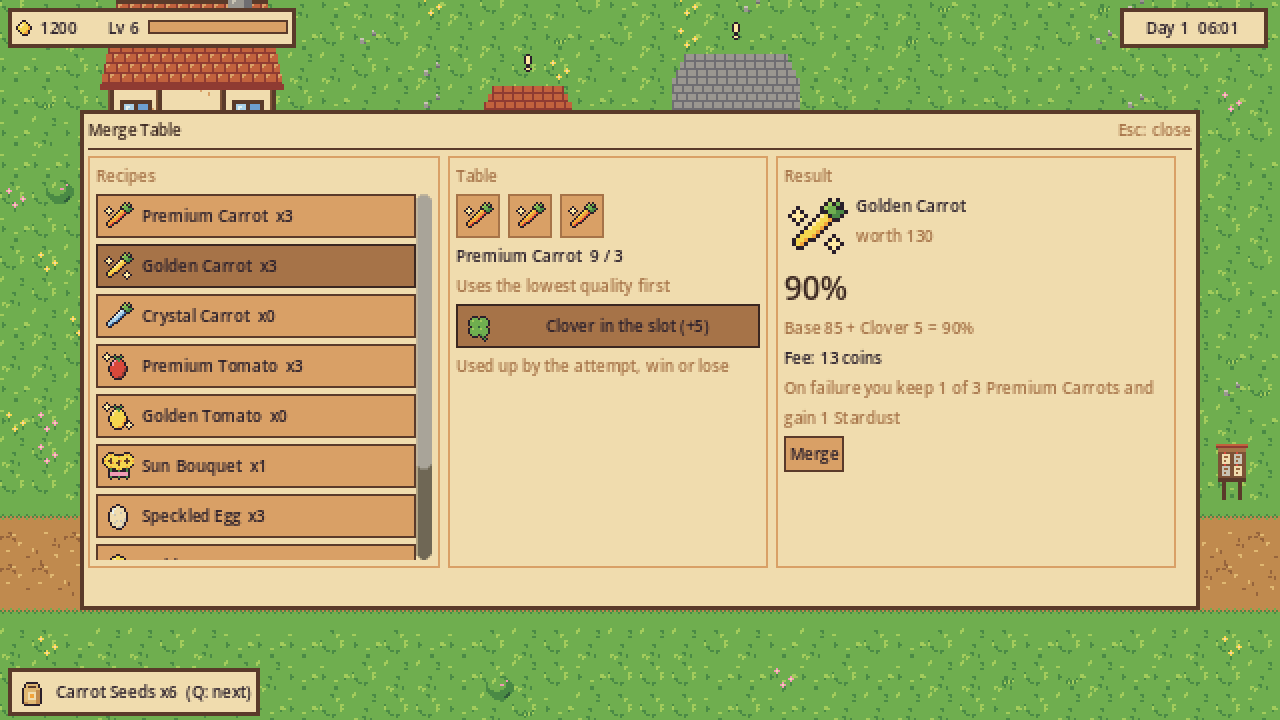 1200 Lv 6
Day 1 06:01
Merge Table
Esc: close
Recipes
Premium Carrot x3
Golden Carrot x3
Crystal Carrot x0
Premium Tomato x3
Golden Tomato x0
Sun Bouquet x1
Speckled Egg x3
Table
Premium Carrot 9 / 3
Uses the lowest quality first
Clover in the slot (+5)
Used up by the attempt, win or lose
Result
Golden Carrot
worth 130
90%
Base 85 + Clover 5 = 90%
Fee: 13 coins
On failure you keep 1 of 3 Premium Carrots and
gain 1 Stardust
Merge
Carrot Seeds x6 (Q: next)